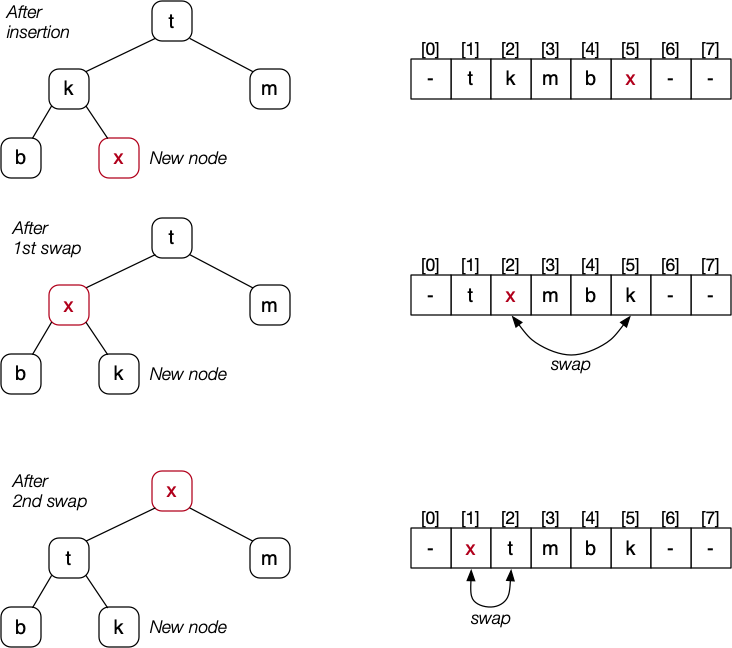 After
insertion
t
k
m
b
x
New node
[0] [1] [2] [3] [4] [5] [6] [7]
- t k m b x - -
After
1st swap
t
x
m
b
k
New node
[0] [1] [2] [3] [4] [5] [6] [7]
- t x m b k - -
swap
After
2nd swap
x
t
m
b
k
New node
[0] [1] [2] [3] [4] [5] [6] [7]
- x t m b k - -
swap